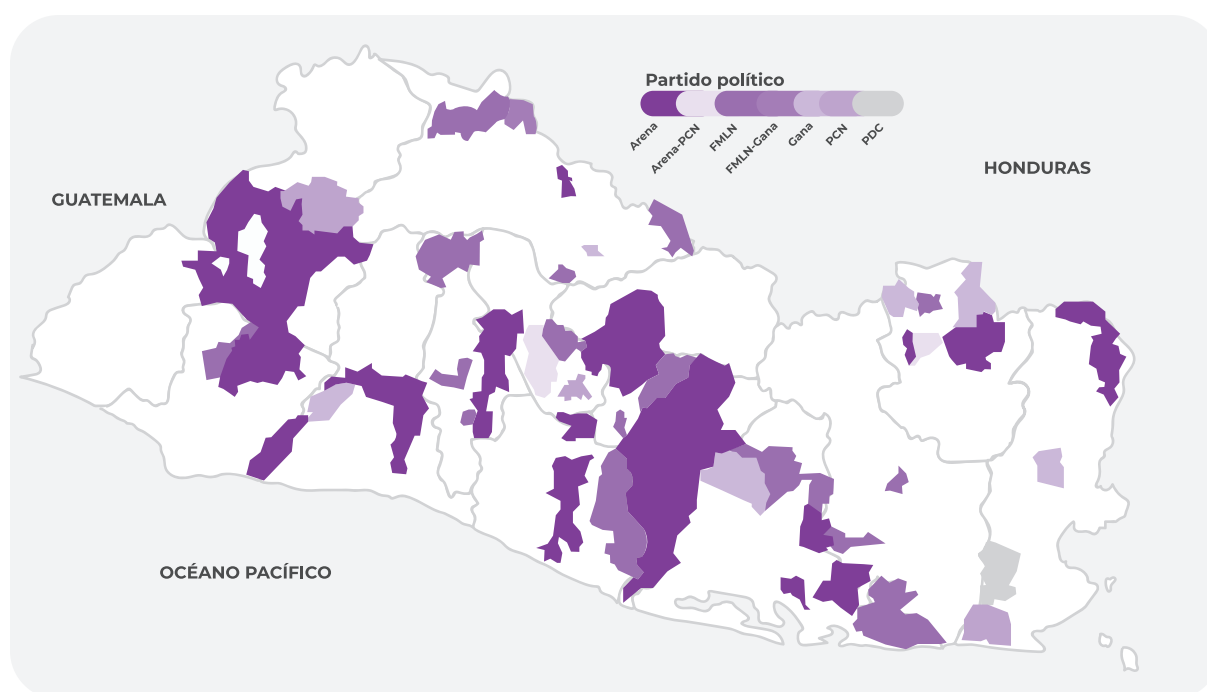 Partido político
Arena
Arena-PCN
FMLN
FMLN-Gana
Gana
PCN
PDC
HONDURAS
GUATEMALA
OCÉANO PACÍFICO